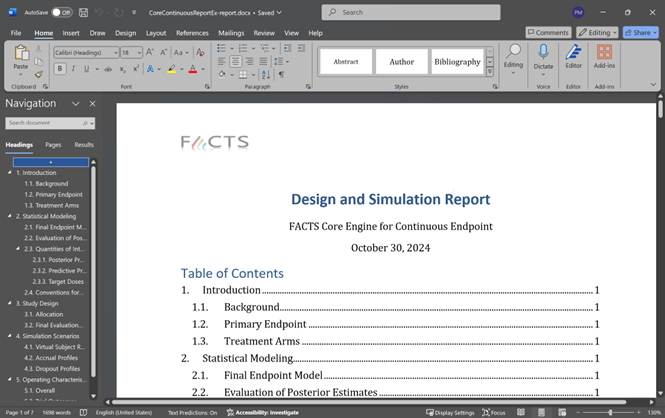 AutoSave Off CoreContinuousReportEx-report.docx • Saved Search PM
File Home Insert Draw Design Layout References Mailings Review View Help Comments Editing Share
Calibri (Headings) 18
Paste
Abstract Author Bibliography
Editing Dictate Editor Add-ins
Clipboard Font Paragraph Styles Voice Editor Add-ins
Navigation
Search document
Headings Pages Results
1. Introduction
1.1. Background
1.2. Primary Endpoint
1.3. Treatment Arms
2. Statistical Modeling
2.1. Final Endpoint M...
2.2. Evaluation of Pos...
2.3. Quantities of Int...
2.3.1. Posterior Pr...
2.3.2. Predictive Pr...
2.3.3. Target Doses
2.4. Conventions for...
3. Study Design
3.1. Allocation
3.2. Final Evaluation...
4. Simulation Scenarios
4.1. Virtual Subject R...
4.2. Accrual Profiles
4.3. Dropout Profiles
5. Operating Characteris...
5.1. Overall
FACTS
Design and Simulation Report
FACTS Core Engine for Continuous Endpoint
October 30, 2024
Table of Contents
1. Introduction 1
1.1. Background 1
1.2. Primary Endpoint 1
1.3. Treatment Arms 1
2. Statistical Modeling 1
2.1. Final Endpoint Model 1
2.2. Evaluation of Posterior Estimates 1
Page 1 of 7 1698 words English (United States) Text Predictions: On Accessibility: Investigate Display Settings Focus 130%